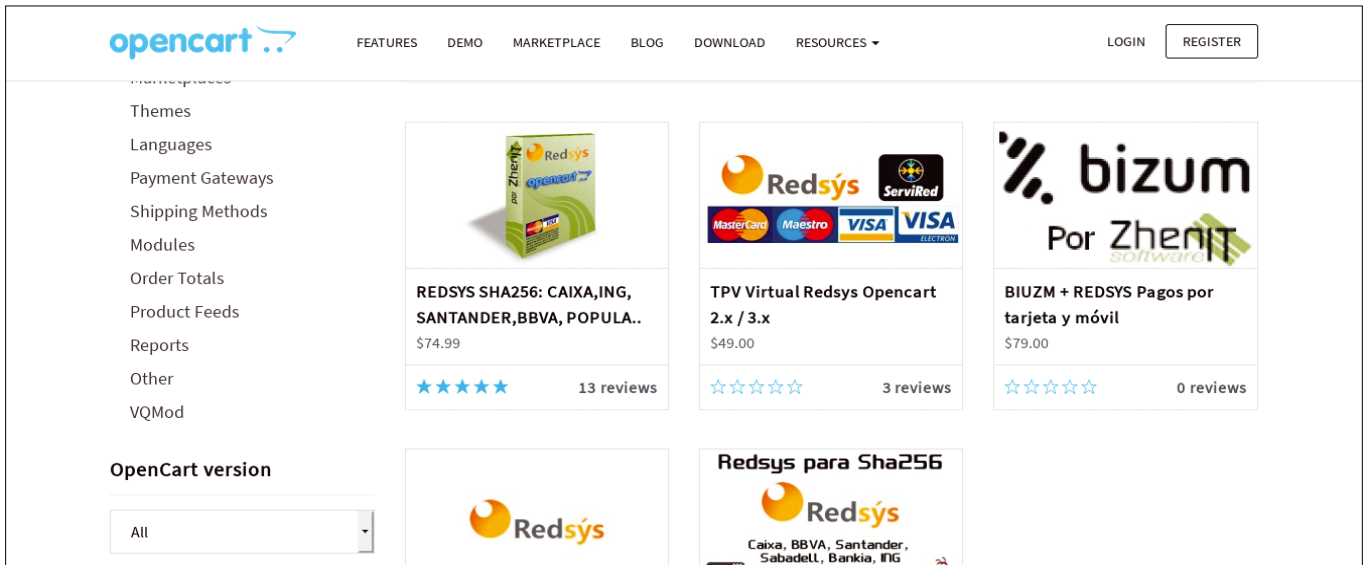 opencart
FEATURES
DEMO
MARKETPLACE
BLOG
DOWNLOAD
RESOURCES
LOGIN
REGISTER
Marketplaces
Themes
Languages
Payment Gateways
Shipping Methods
Modules
Order Totals
Product Feeds
Reports
Other
VQMod
OpenCart version
All
Redsýs
opencart
por Zhenit
VISA
REDSYS SHA256: CAIXA,ING,
SANTANDER,BBVA, POPULA..
$74.99
13 reviews
Redsýs
ServiRed
MasterCard
Maestro
VISA
VISA
ELECTRON
TPV Virtual Redsys Opencart
2.x / 3.x
$49.00
3 reviews
bizum
Por ZhenIT
software
BIUZM + REDSYS Pagos por
tarjeta y móvil
$79.00
0 reviews
Redsýs
Redsys para Sha256
Redsýs
Caixa, BBVA, Santander,
Sabadell, Bankia, ING